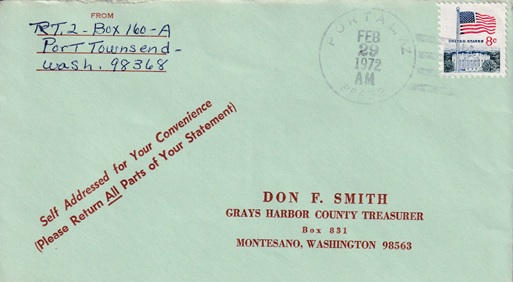 FROM
RT. 2 - Box 160-A
Port Townsend -
Wash. 98368
FEB
29
1972
AM
UNITED STATES 8c
Self Addressed for Your Convenience
(Please Return All Parts of Your Statement)
DON F. SMITH
GRAYS HARBOR COUNTY TREASURER
Box 831
MONTESANO, WASHINGTON 98563